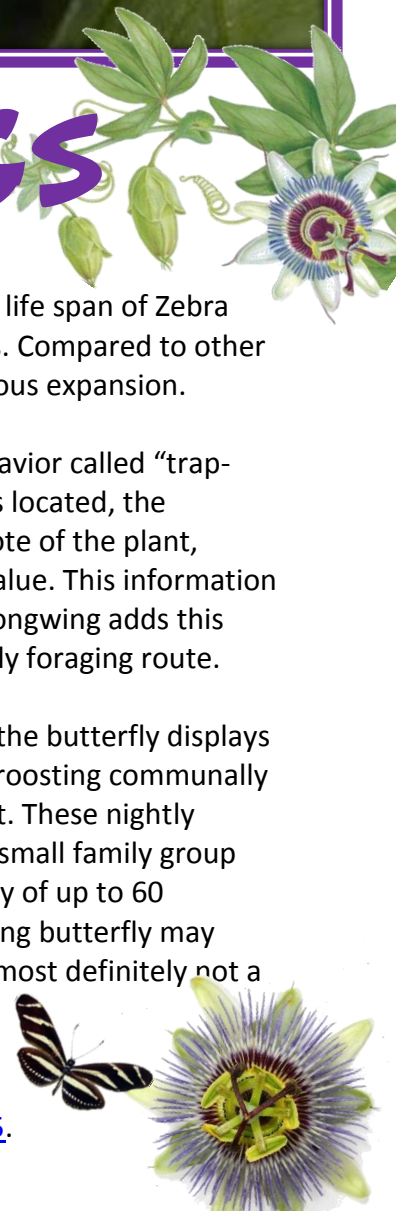 gs
life span of Zebra
s. Compared to other
ous expansion.
avior called “trap-
s located, the
ote of the plant,
alue. This information
ongwing adds this
ly foraging route.
the butterfly displays
roosting communally
t. These nightly
small family group
y of up to 60
ng butterfly may
most definitely not a
s.